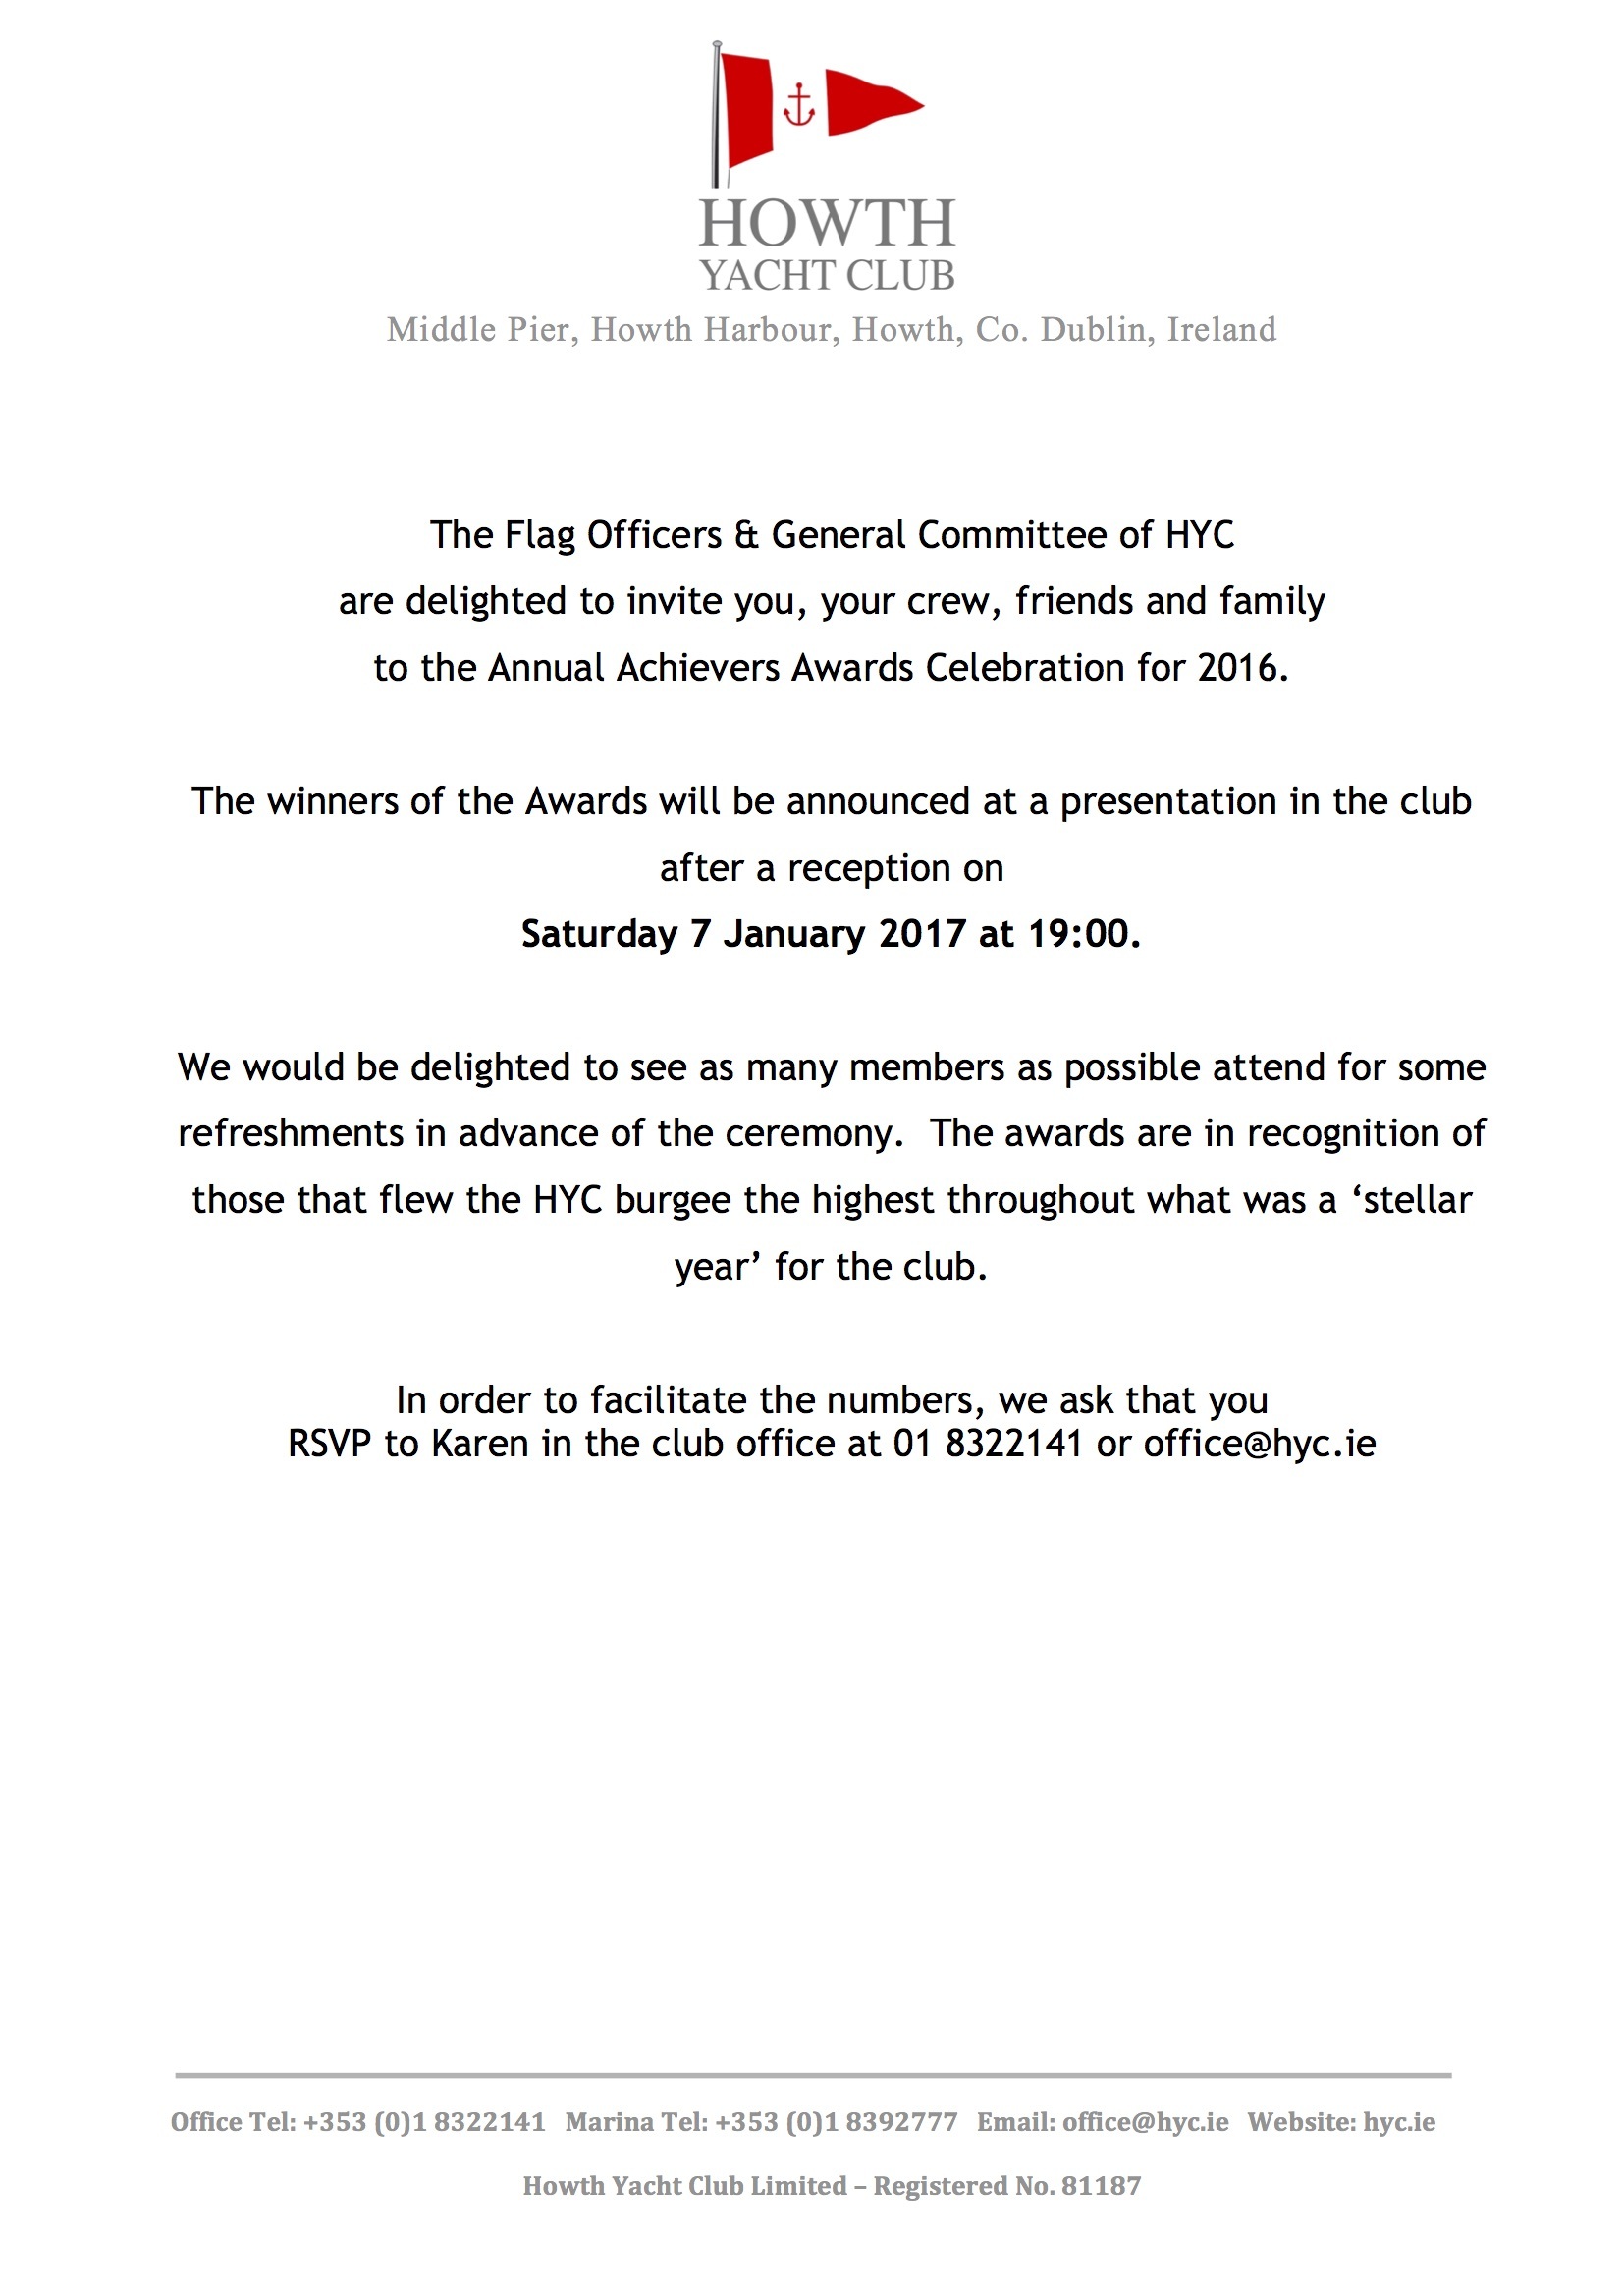 HOWTH
YACHT CLUB
Middle Pier, Howth Harbour, Howth, Co. Dublin, Ireland
The Flag Officers & General Committee of HYC
are delighted to invite you, your crew, friends and family
to the Annual Achievers Awards Celebration for 2016.
The winners of the Awards will be announced at a presentation in the club
after a reception on
Saturday 7 January 2017 at 19:00.
We would be delighted to see as many members as possible attend for some
refreshments in advance of the ceremony.  The awards are in recognition of
those that flew the HYC burgee the highest throughout what was a ‘stellar
year’ for the club.
In order to facilitate the numbers, we ask that you
RSVP to Karen in the club office at 01 8322141 or office@hyc.ie
Office Tel: +353 (0)1 8322141   Marina Tel: +353 (0)1 8392777   Email: office@hyc.ie   Website: hyc.ie
Howth Yacht Club Limited – Registered No. 81187